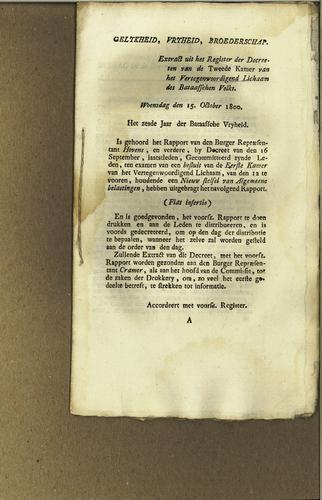 GELYKHEID, VRYHEID, BROEDERSCHAP.
Extract uit het Register der Decree-
ten van de Tweede Kamer van
het Vertegenwoordigend Lichaam
des Bataafschen Volks.
Woensdag den 15. October 1800.
Het zesde Jaar der Bataafsche Vryheid.
Is gehoord het Rapport van den Burger Repræsen-
tant Hovens, en verdere, by Decreet van den 16
September, laatstleden, Gecommitteerd zynde Le-
den, ten examen van een besluit van de Eerste Kamer
van het Vertegenwoordigend Lichaam, van den 12 te
vooren, houdende een Nieuw stelsel van Algemeene
belastingen, hebben uitgebragt het navolgend Rapport.
(Fiat insertio)
En is goedgevonden, het voorsz. Rapport te doen
drukken en aan de Leden te distribueeren, en is
voords gedecreteerd, om op den dag der distributie
te bepaalen, wanneer het zelve zal worden gesteld
aan de order van den dag.
Zullende Extract van dit Decreet, met het voorsz.
Rapport worden gezonden aan den Burger Repræsen-
tant Cramer, als aan het hoofd van de Commissie, tot
de zaken der Drukkery, om, zo veel het eerste ge-
deelte betreft, te strekken tot informatie.
Accordeert met voorsz. Register.
A